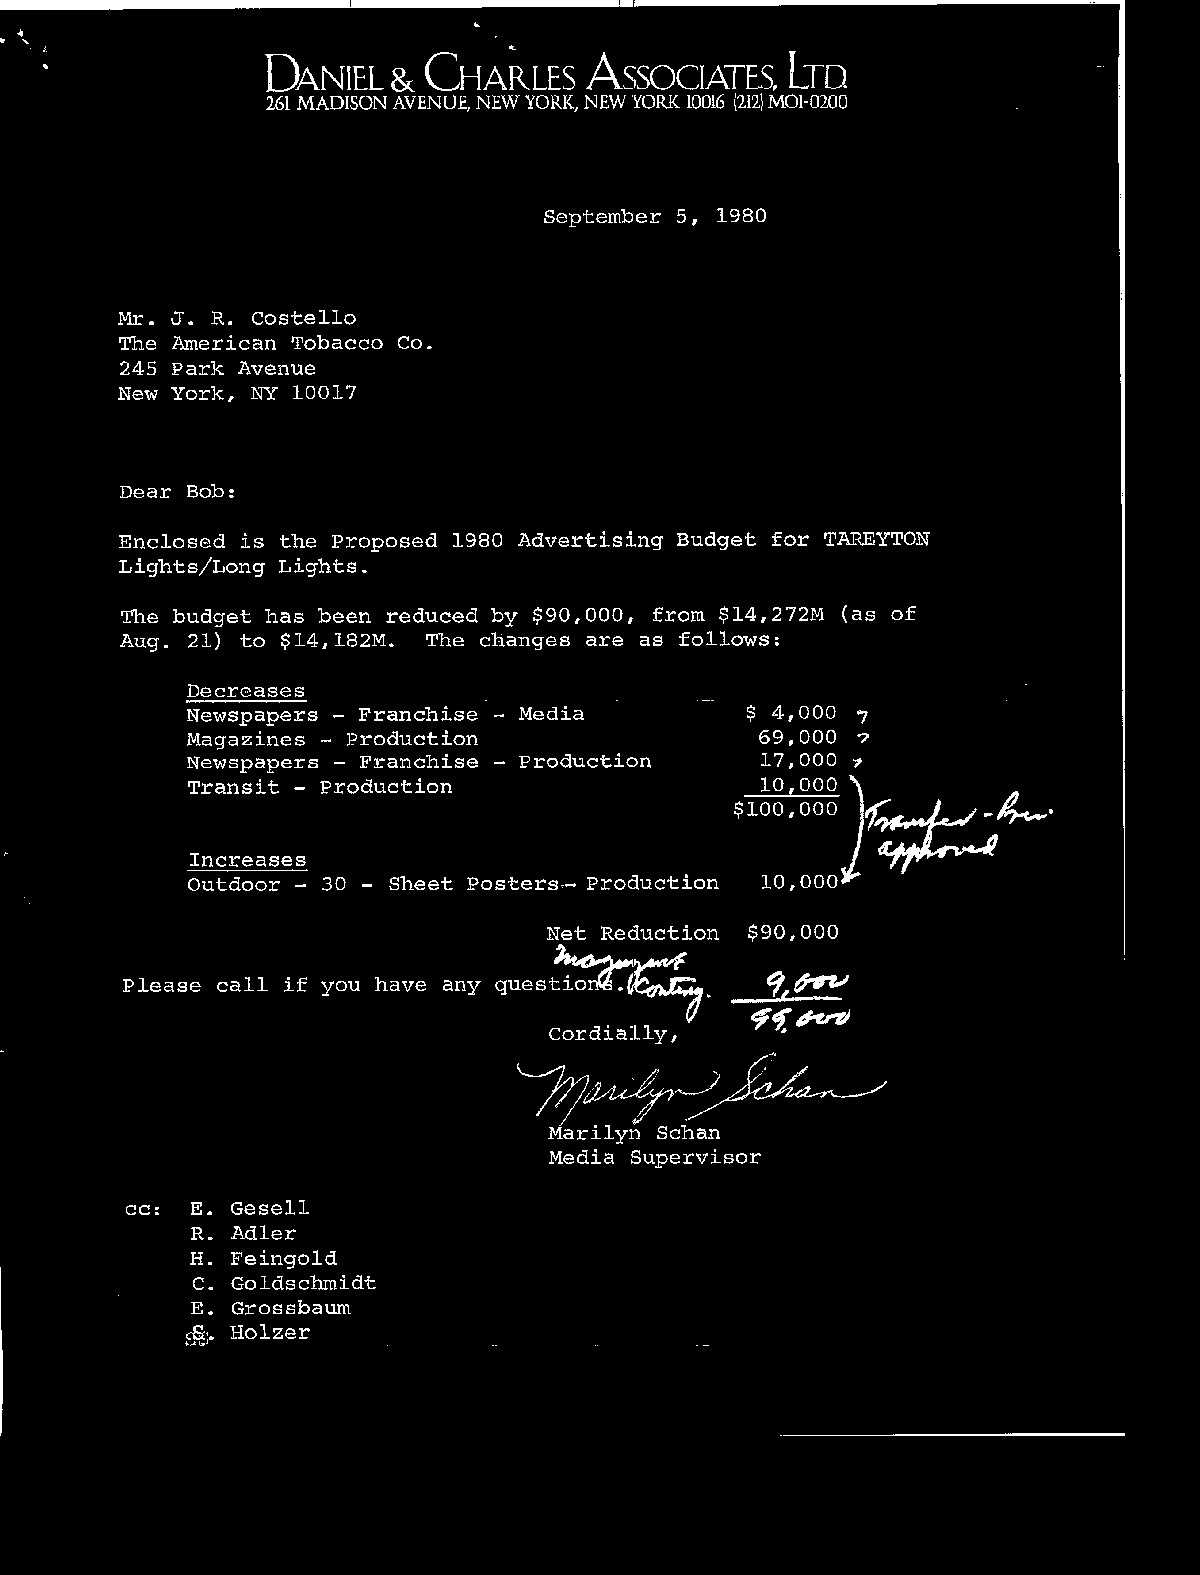 DANIEL & CHARLES ASSOCIATES, LTD.
261 MADISON AVENUE, NEW YORK, NEW YORK 10016 (212) MO1-0200
September 5, 1980
Mr. J. R. Costello
The American Tobacco Co.
245 Park Avenue
New York, NY 10017
Dear Bob:
Enclosed is the Proposed 1980 Advertising Budget for TAREYTON
Lights/Long Lights.
The budget has been reduced by $90,000, from $14,272M (as of
Aug. 21) to $14,182M. The changes are as follows:
Decreases
Newspapers - Franchise - Media $ 4,000
Magazines - Production 69,000
Newspapers - Franchise - Production 17,000
Transit - Production 10,000
$100,000
Transfer - Prev.
approved
Increases
Outdoor - 30 - Sheet Posters - Production 10,000
Net Reduction $90,000
Please call if you have any questions. 9,000
99,000
Cordially,
Marilyn Schan
Marilyn Schan
Media Supervisor
cc: E. Gesell
R. Adler
H. Feingold
C. Goldschmidt
E. Grossbaum
S. Holzer